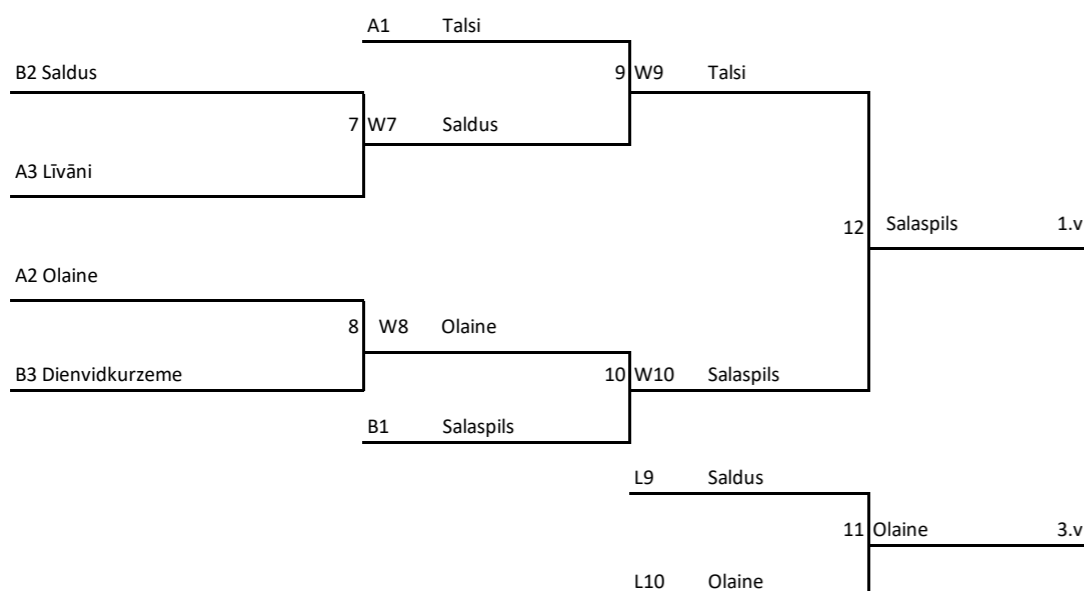 A1 Talsi
B2 Saldus
9 W9 Talsi
7 W7 Saldus
A3 Līvāni
12 Salaspils 1.v
A2 Olaine
8 W8 Olaine
B3 Dienvidkurzeme
10 W10 Salaspils
B1 Salaspils
L9 Saldus
11 Olaine 3.v
L10 Olaine